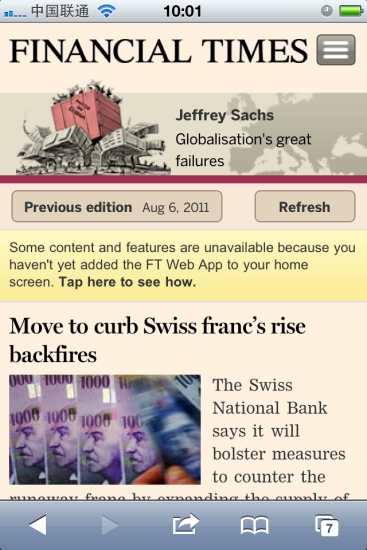 中国联通 10:01
FINANCIAL TIMES
Jeffrey Sachs
Globalisation's great
failures
Previous edition Aug 6, 2011 Refresh
Some content and features are unavailable because you
haven't yet added the FT Web App to your home
screen. Tap here to see how.
Move to curb Swiss franc's rise
backfires
1000 1000 1000 100
The Swiss
National Bank
says it will
bolster measures
to counter the
runaway franc by expanding the supply of
7